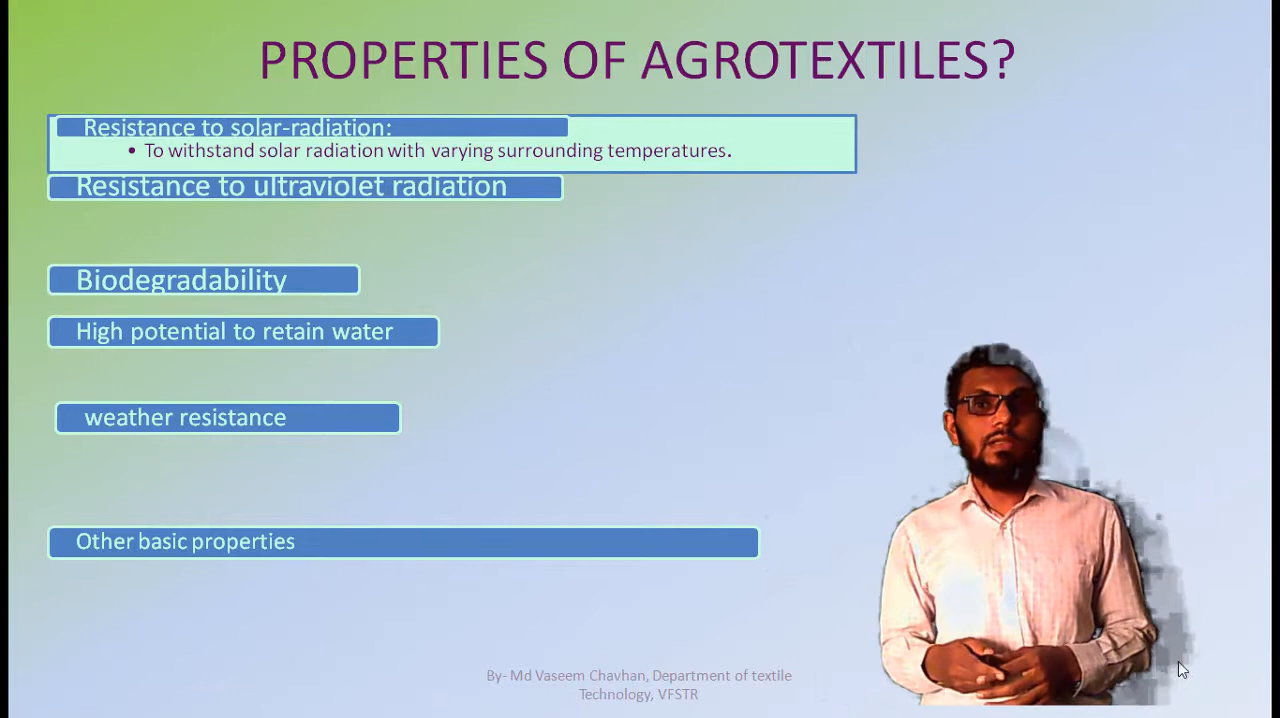 PROPERTIES OF AGROTEXTILES?
Resistance to solar-radiation:
• To withstand solar radiation with varying surrounding temperatures.
Resistance to ultraviolet radiation
Biodegradability
High potential to retain water
weather resistance
Other basic properties
By- Md Vaseem Chavhan, Department of textile
Technology, VFSTR